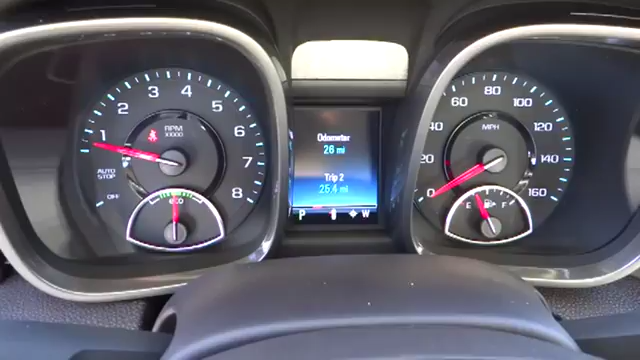 1 2 3 4 5 6 7 8
RPM
X1000
AUTO
STOP
OFF
eco
Odometer
26 mi
Trip 2
25.4 mi
P
W
0 20 40 60 80 100 120 140 160
MPH
E F